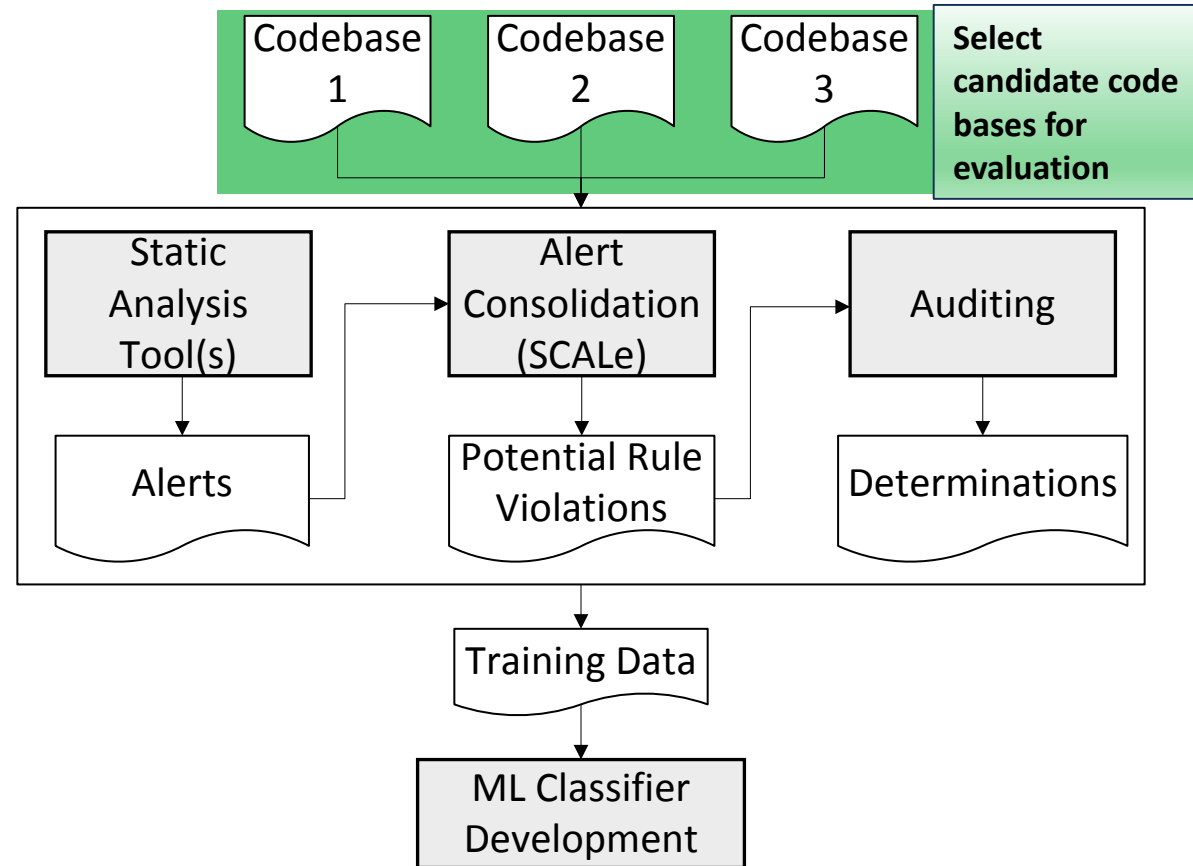 Codebase
1
Codebase
2
Codebase
3
Select
candidate code
bases for
evaluation
Static
Analysis
Tool(s)
Alert
Consolidation
(SCALe)
Auditing
Alerts
Potential Rule
Violations
Determinations
Training Data
ML Classifier
Development